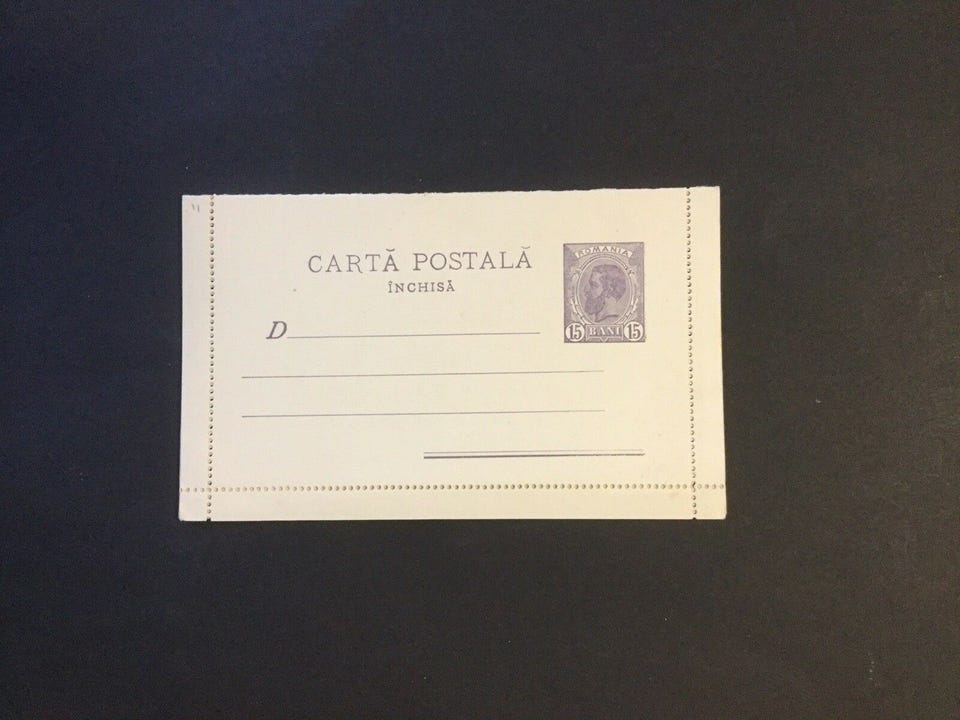 CARTĂ POSTALĂ
ÎNCHISĂ
ROMANIA
15 BANI 15
D